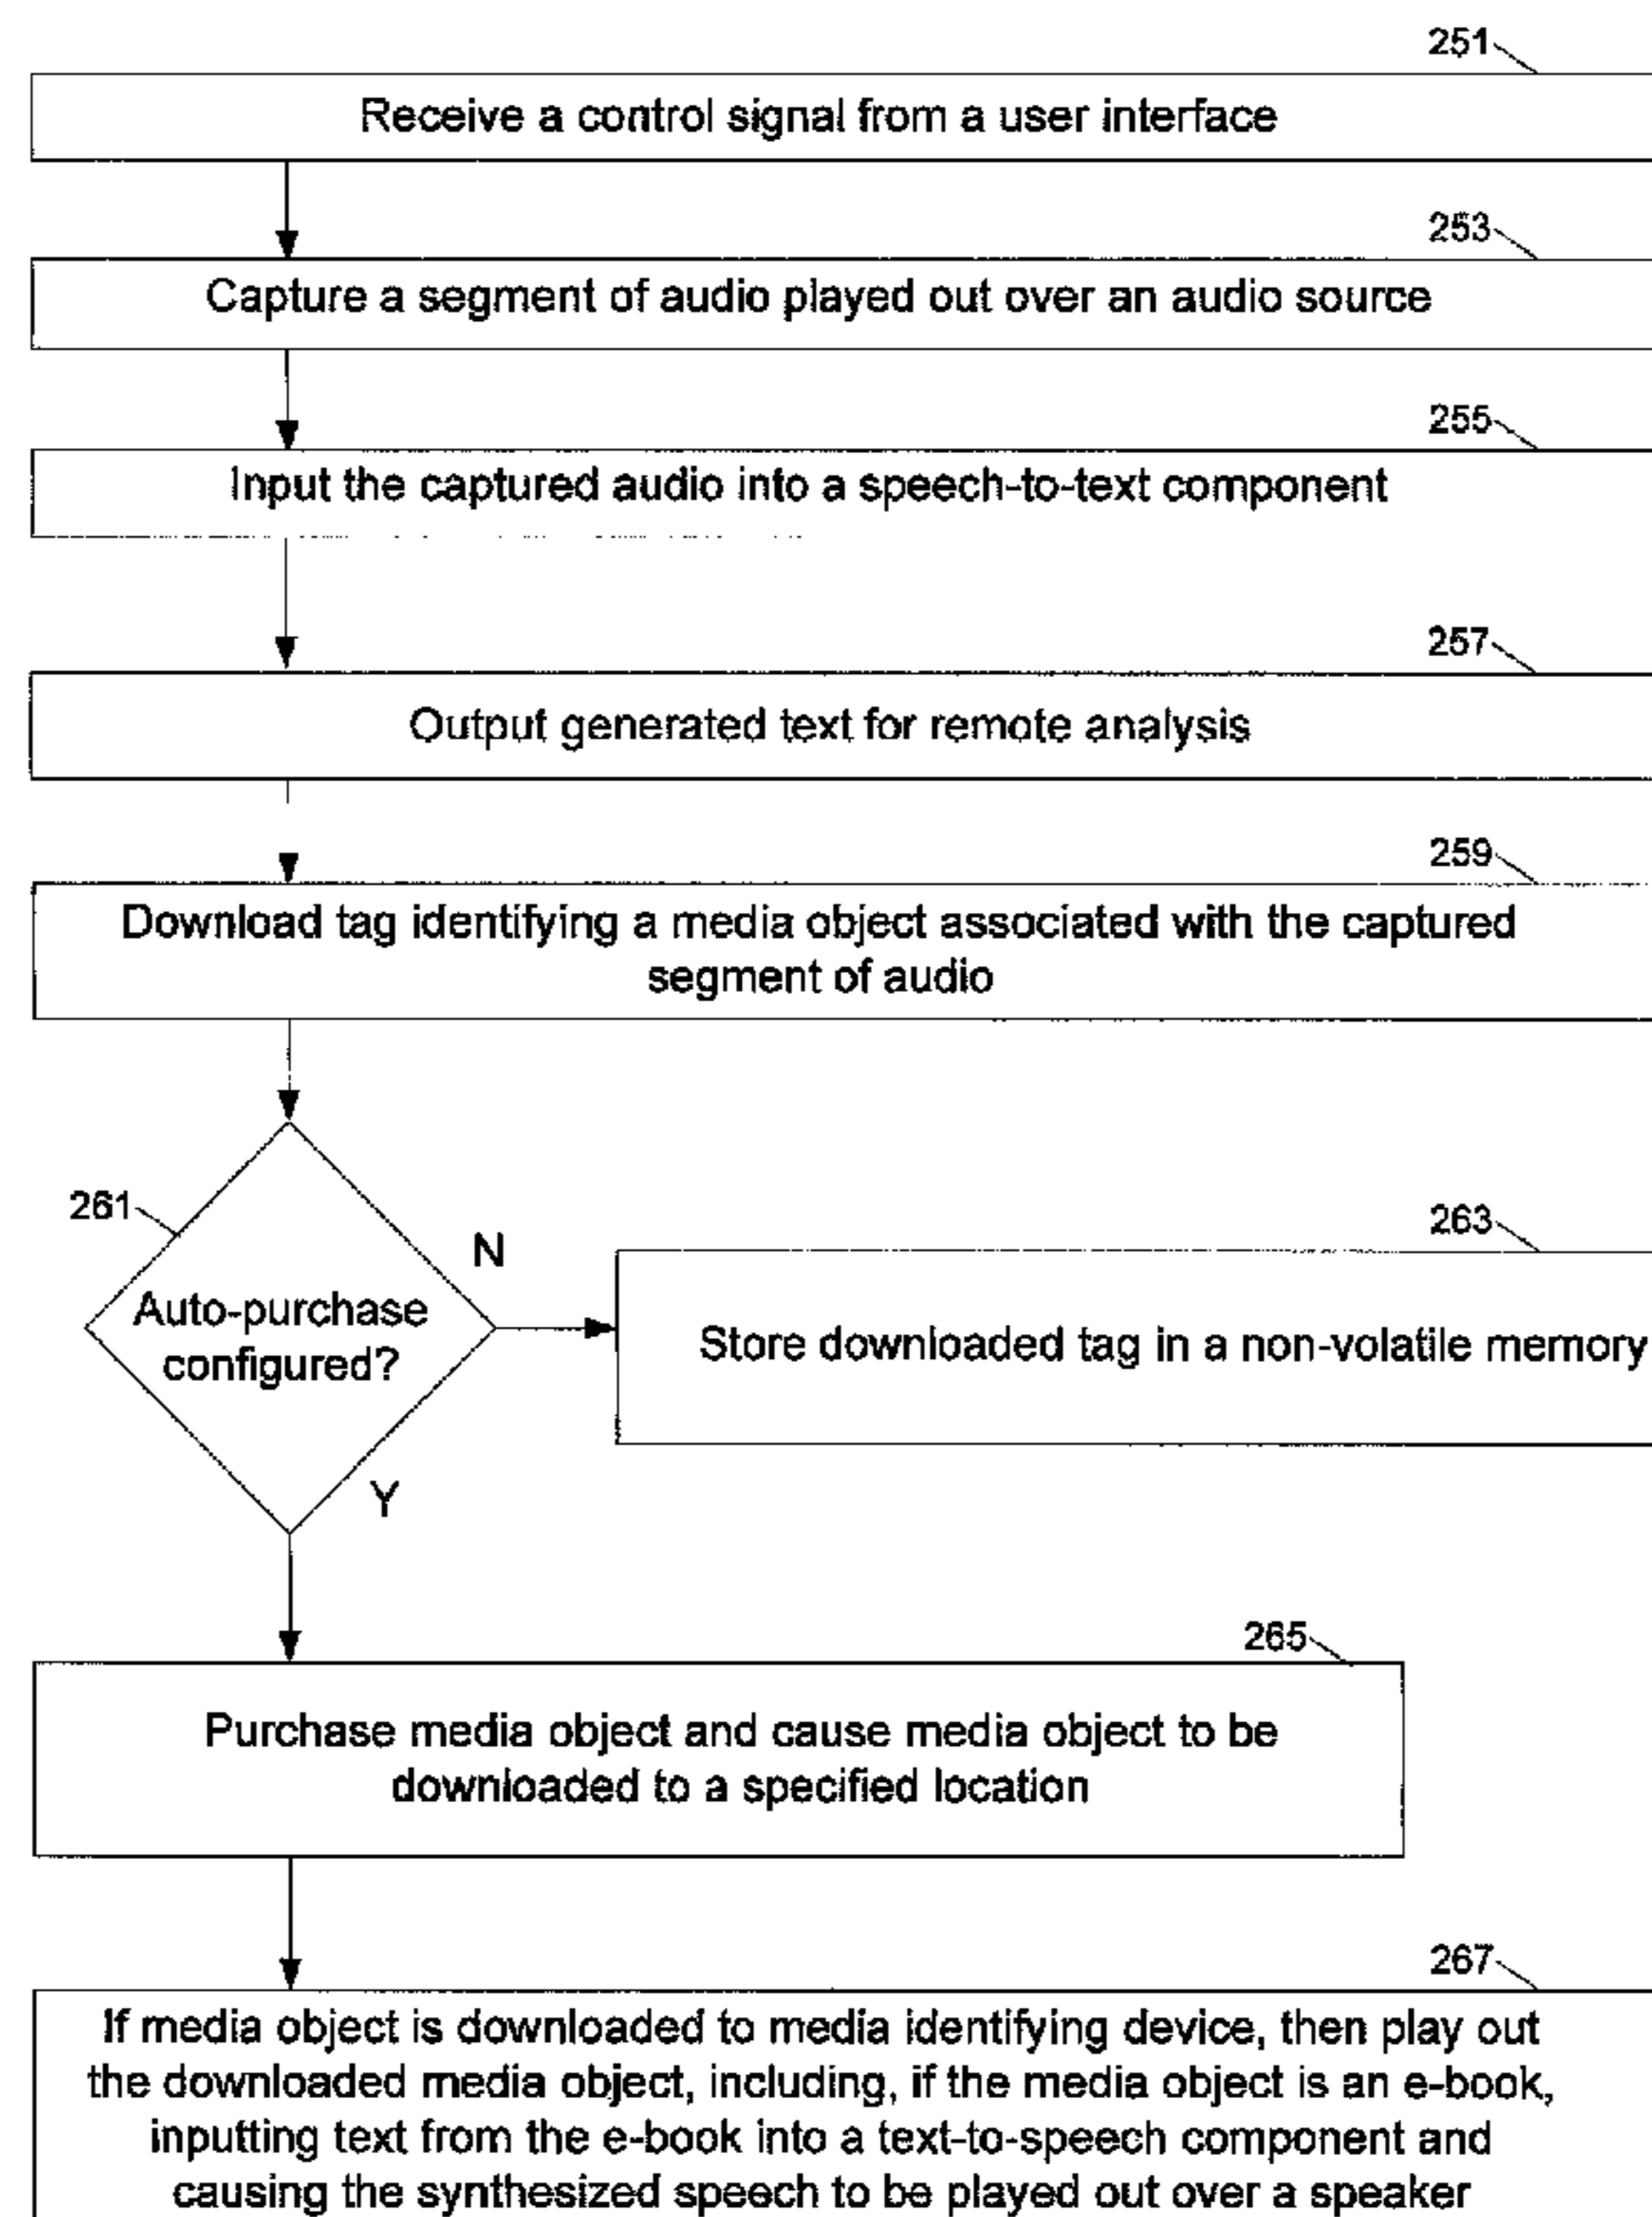 251
Receive a control signal from a user interface
253
Capture a segment of audio played out over an audio source
255
Input the captured audio into a speech-to-text component
257
Output generated text for remote analysis
259
Download tag identifying a media object associated with the captured
segment of audio
261
N
263
Auto-purchase
configured?
Store downloaded tag in a non-volatile memory
Y
265
Purchase media object and cause media object to be
downloaded to a specified location
267
If media object is downloaded to media identifying device, then play out
the downloaded media object, including, if the media object is an e-book,
inputting text from the e-book into a text-to-speech component and
causing the synthesized speech to be played out over a speaker